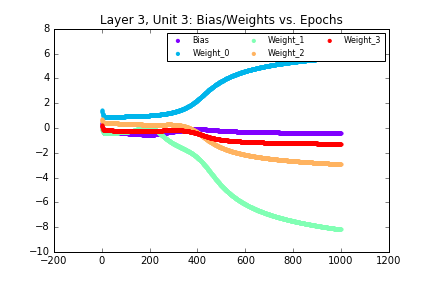 Layer 3, Unit 3: Bias/Weights vs. Epochs
8
6
4
2
0
−2
−4
−6
−8
−10
Bias Weight_1 Weight_3
Weight_0 Weight_2
−200 0 200 400 600 800 1000 1200